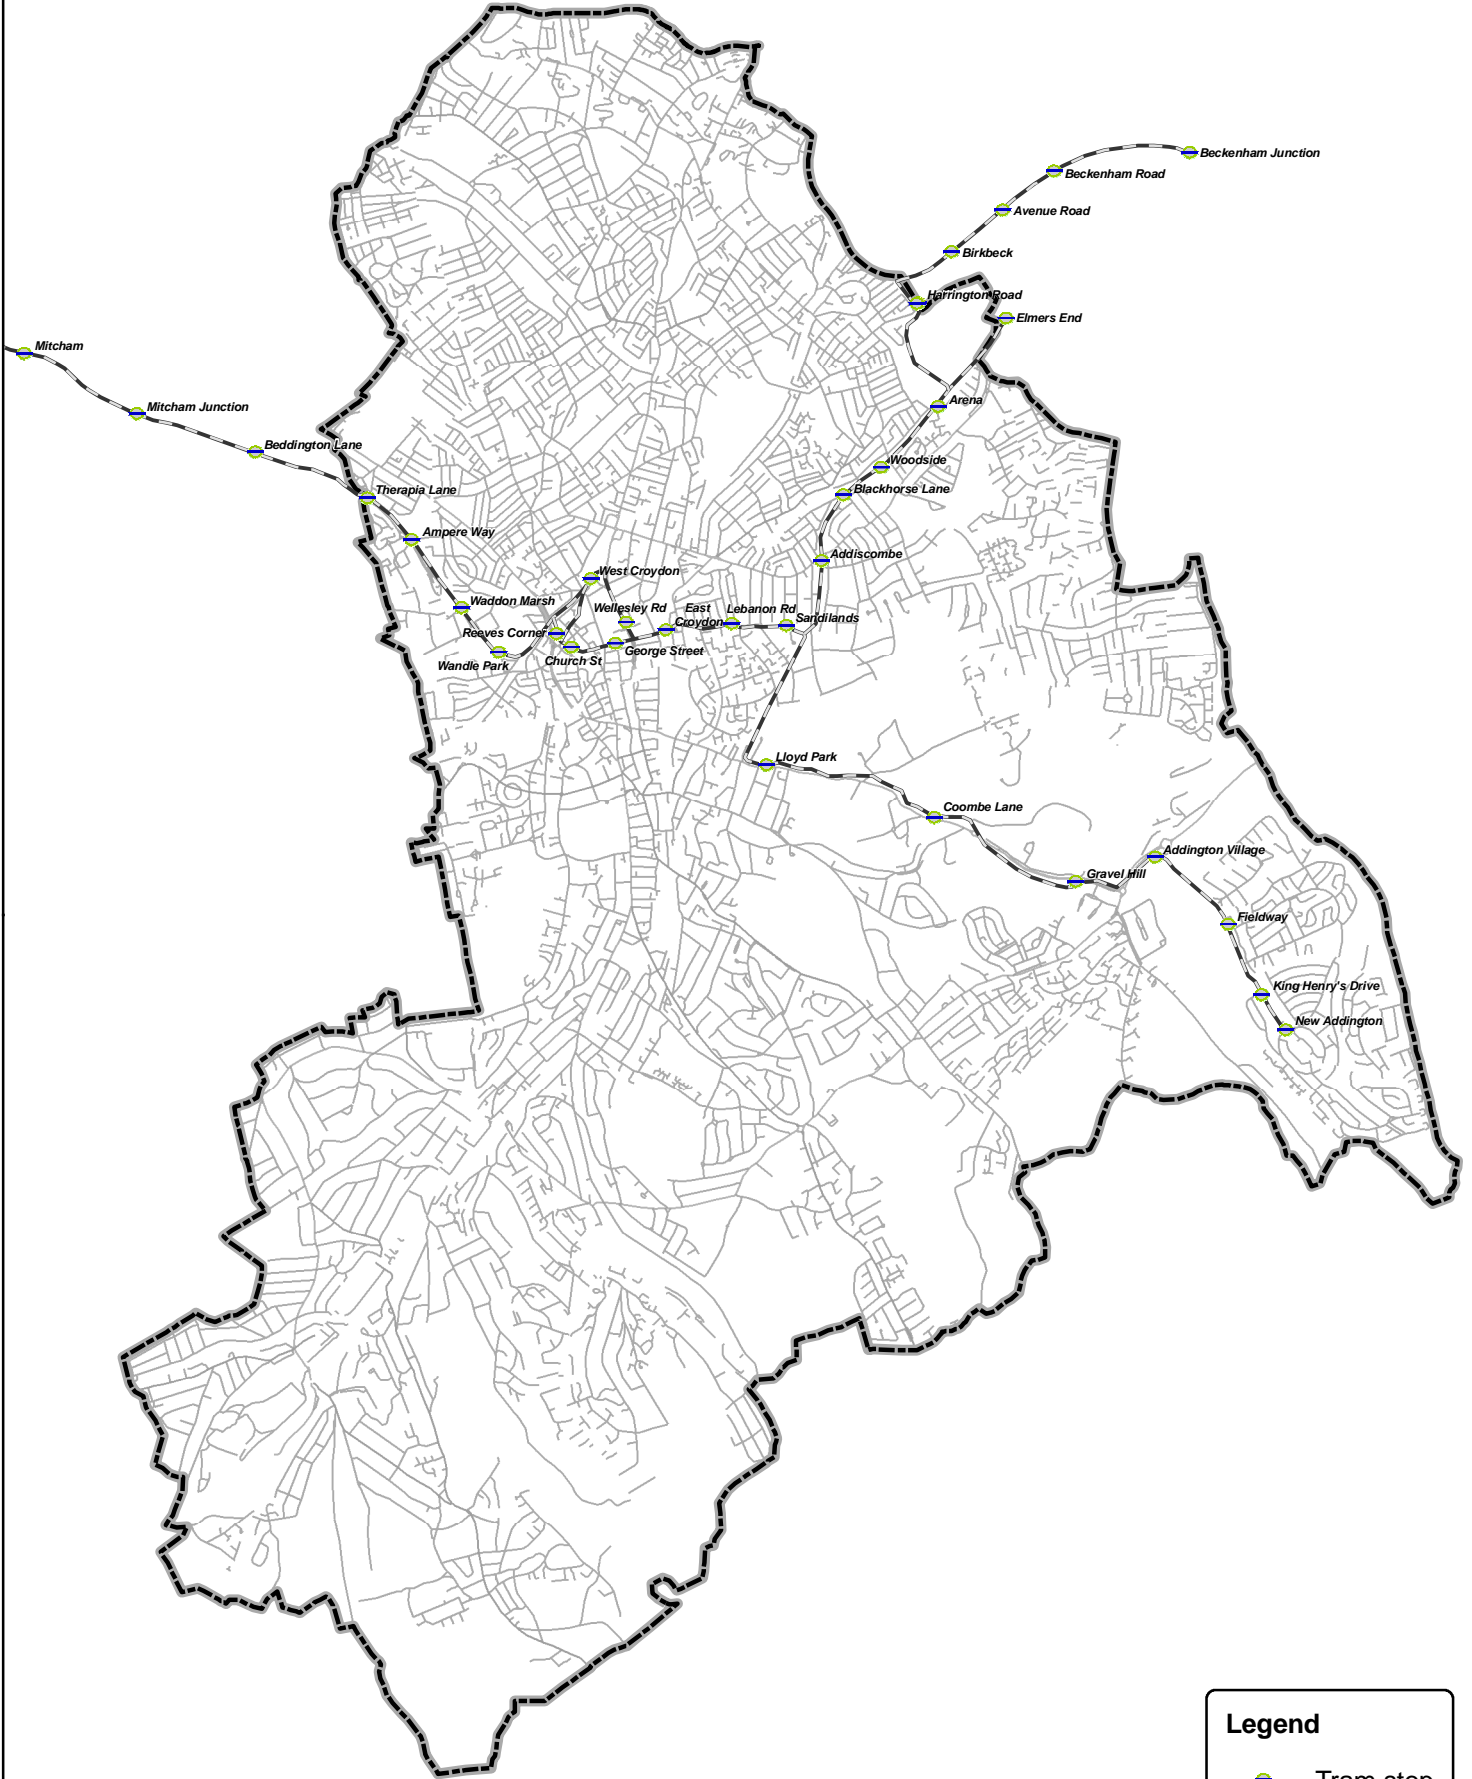 Beckenham Junction
Beckenham Road
Avenue Road
Birkbeck
Harrington Road
Elmers End
Mitcham
Mitcham Junction
Arena
Beddington Lane
Woodside
Therapia Lane
Blackhorse Lane
Ampere Way
Addiscombe
West Croydon
Waddon Marsh
Wellesley Rd
East
Croydon
Lebanon Rd
Sandilands
Reeves Corner
George Street
Church St
Wandle Park
Lloyd Park
Coombe Lane
Addington Village
Gravel Hill
Fieldway
King Henry's Drive
New Addington
Legend
Tram stop